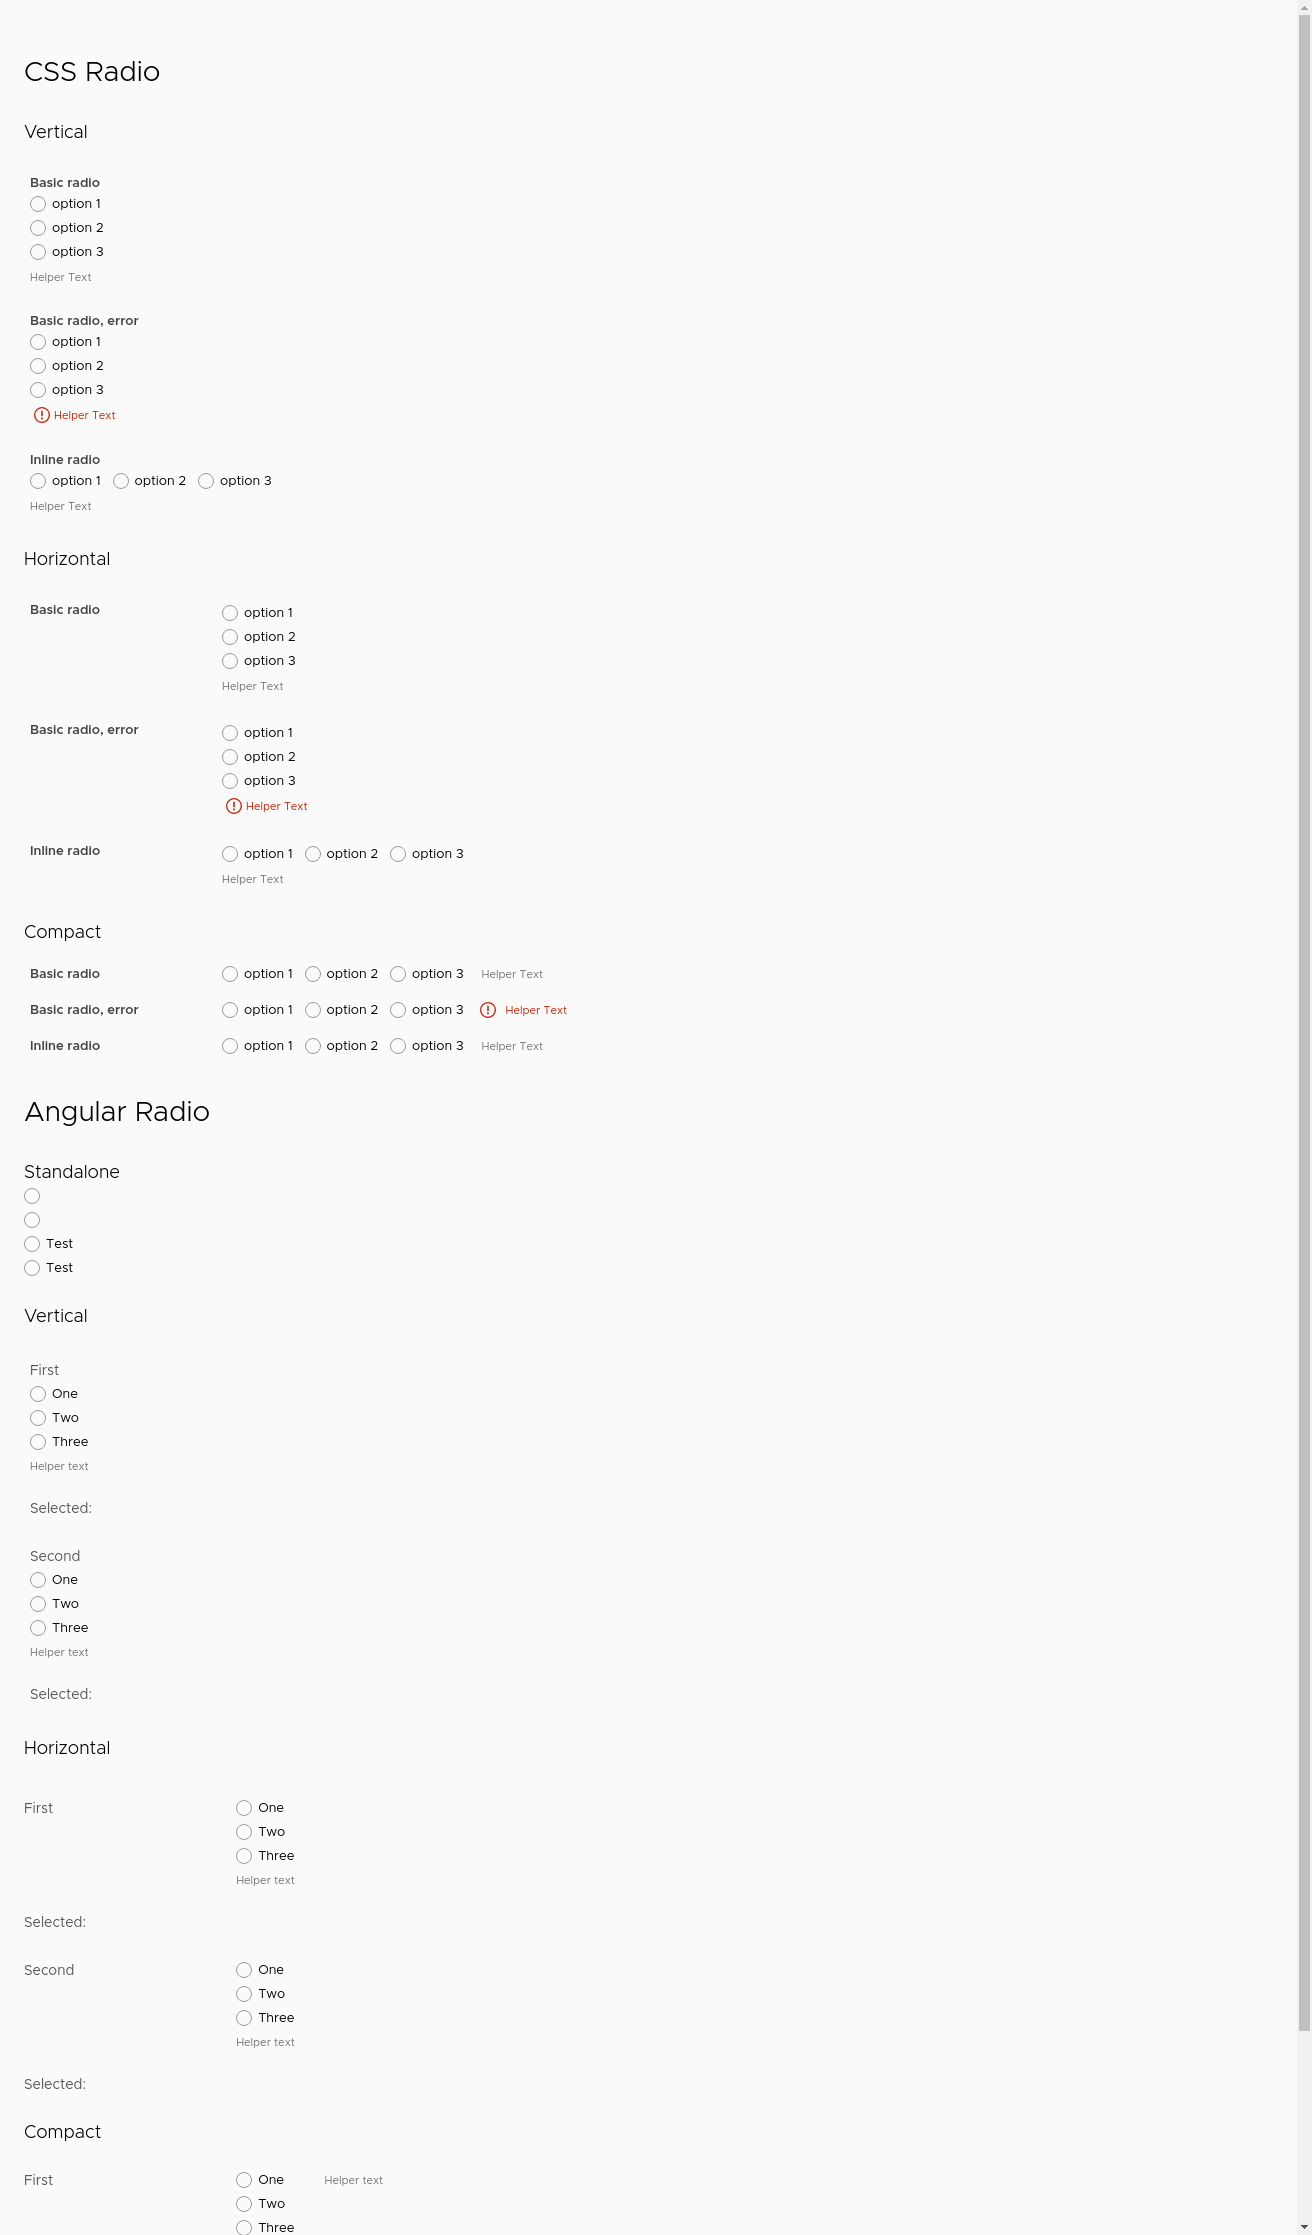 CSS Radio
Vertical
Basic radio
option 1
option 2
option 3
Helper Text
Basic radio, error
option 1
option 2
option 3
Helper Text
Inline radio
option 1 option 2 option 3
Helper Text
Horizontal
Basic radio option 1
option 2
option 3
Helper Text
Basic radio, error option 1
option 2
option 3
Helper Text
Inline radio option 1 option 2 option 3
Helper Text
Compact
Basic radio option 1 option 2 option 3 Helper Text
Basic radio, error option 1 option 2 option 3 Helper Text
Inline radio option 1 option 2 option 3 Helper Text
Angular Radio
Standalone
Test
Test
Vertical
First
One
Two
Three
Helper text
Selected:
Second
One
Two
Three
Helper text
Selected:
Horizontal
First One
Two
Three
Helper text
Selected:
Second One
Two
Three
Helper text
Selected:
Compact
First One Helper text
Two
Three